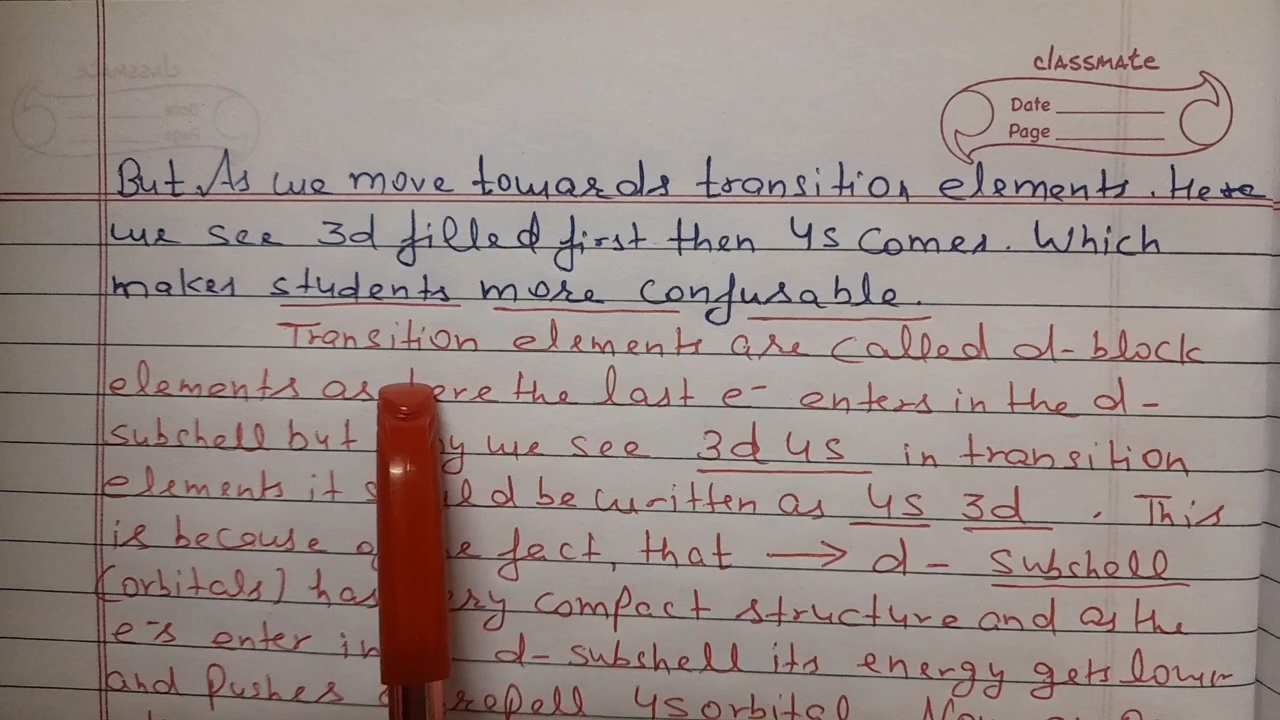 classmate
Date
Page
But As we move towards transition elements. Here
we see 3d filled first then 4s comes. Which
makes students more confusable.
Transition elements are called d-block
elements as here the last e- enters in the d-
subshell but we see 3d 4s in transition
elements it be written as 4s 3d . This
is because fact, that → d- subshell
(orbitals) has compact structure and as the
e-s enter in d-subshell its energy gets lower
and pushes repell 4s orbital